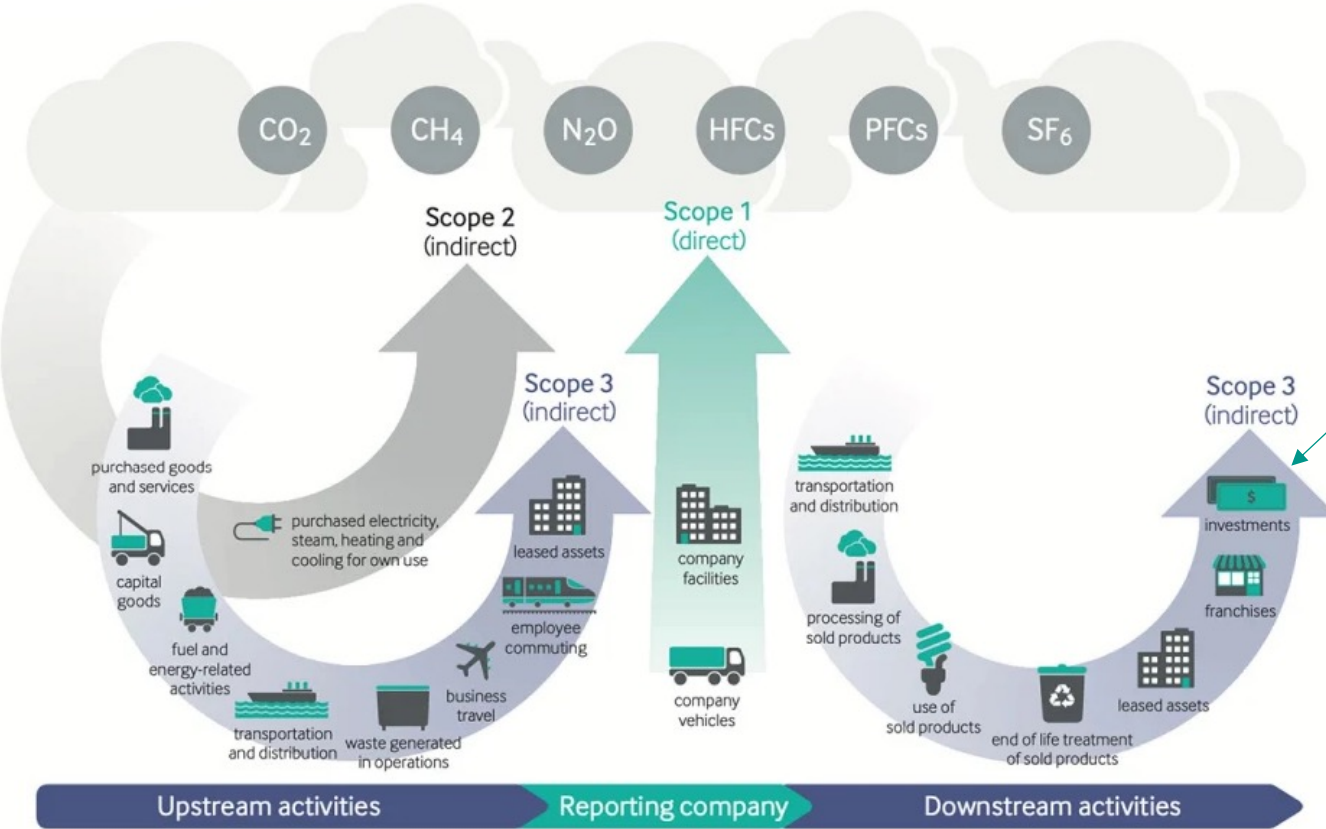 CO₂
CH₄
N₂O
HFCs
PFCs
SF₆
Scope 2
(indirect)
Scope 1
(direct)
Scope 3
(indirect)
Scope 3
(indirect)
purchased goods
and services
capital
goods
fuel and
energy-related
activities
transportation
and distribution
waste generated
in operations
business
travel
employee
commuting
leased assets
purchased electricity,
steam, heating and
cooling for own use
company
facilities
company
vehicles
transportation
and distribution
processing of
sold products
use of
sold products
end of life treatment
of sold products
leased assets
franchises
$
investments
Upstream activities
Reporting company
Downstream activities